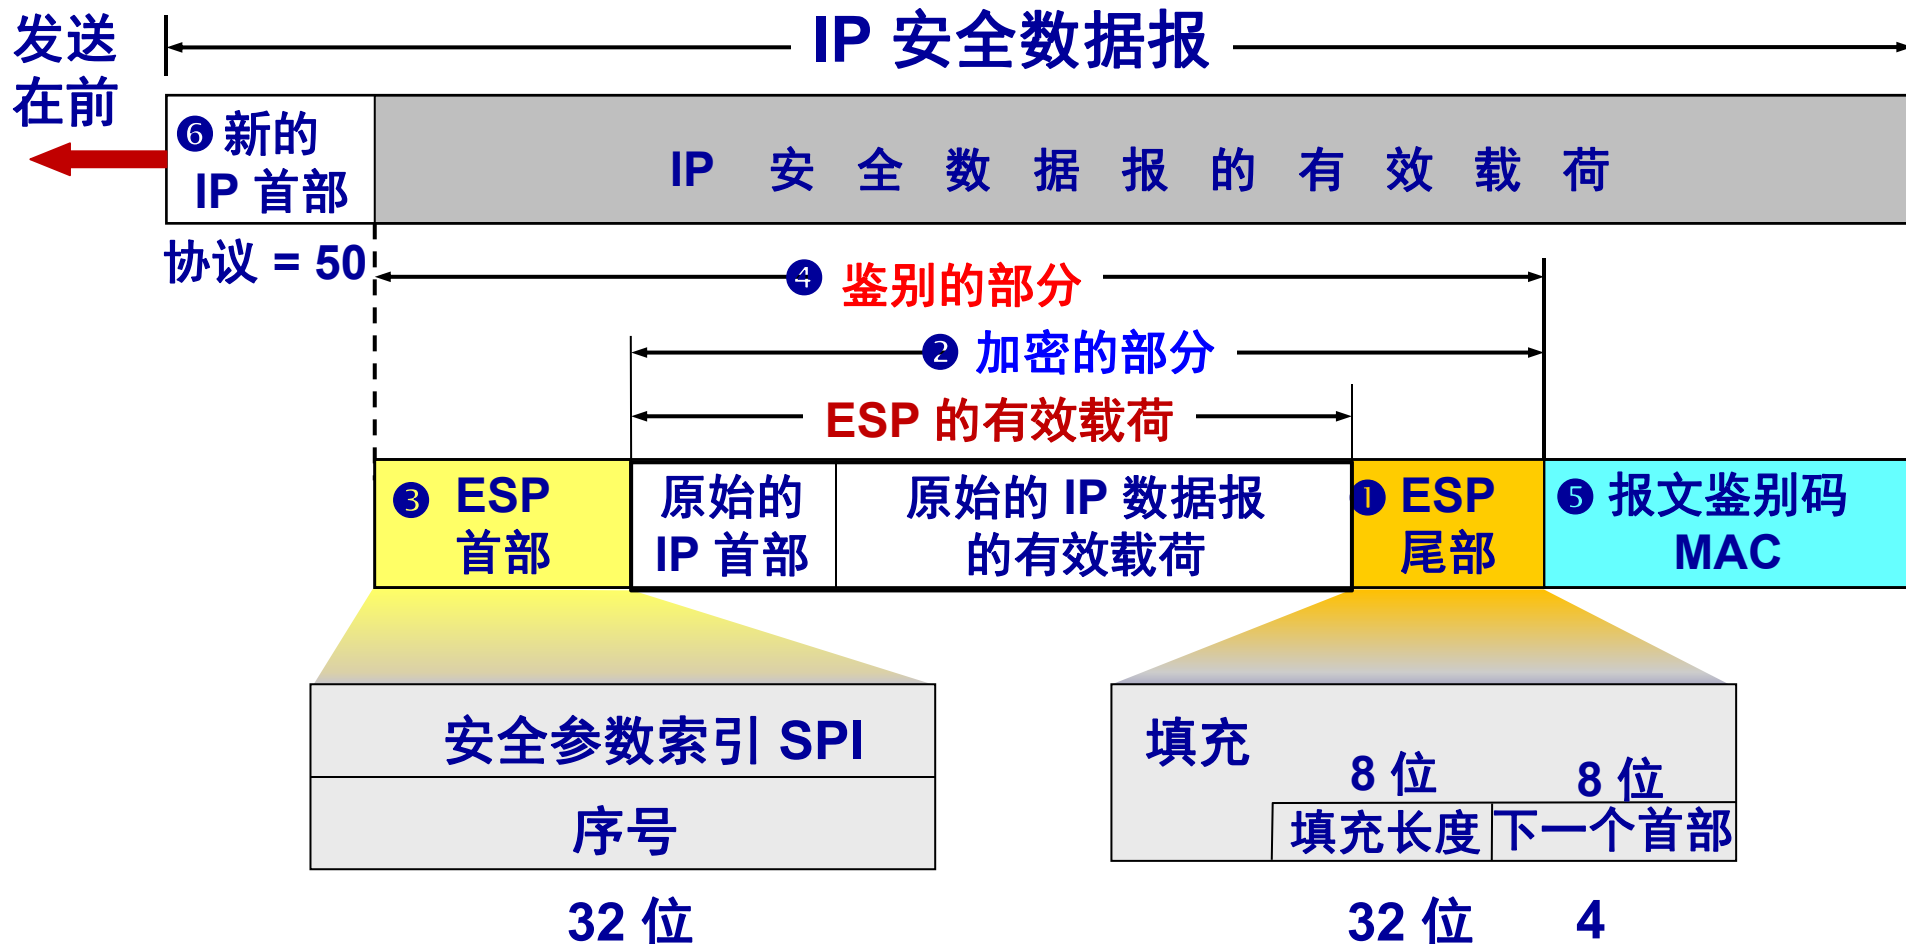 发送
在前
IP 安全数据报
❻ 新的
IP 首部
IP 安 全 数 据 报 的 有 效 载 荷
协议 = 50
❹ 鉴别的部分
❷ 加密的部分
ESP 的有效载荷
❸ ESP
首部
原始的
IP 首部
原始的 IP 数据报
的有效载荷
❶ ESP
尾部
❺ 报文鉴别码
MAC
安全参数索引 SPI
序号
32 位
填充
8 位
8 位
填充长度
下一个首部
32 位
4